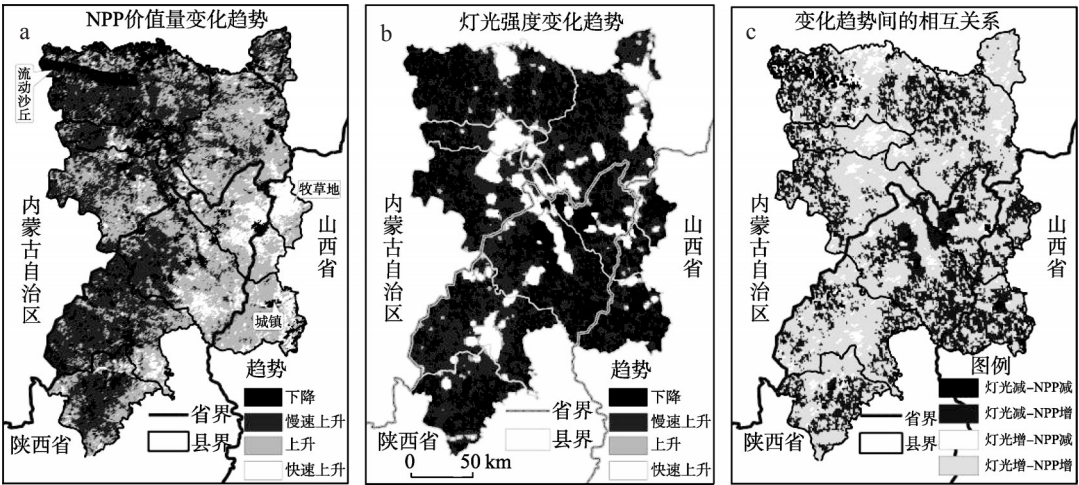 a
NPP价值量变化趋势
流动沙丘
牧草地
内蒙古自治区
山西省
城镇
趋势
下降
慢速上升
上升
快速上升
省界
县界
陕西省
b
灯光强度变化趋势
内蒙古自治区
山西省
趋势
下降
慢速上升
上升
快速上升
省界
县界
陕西省
0 50 km
c
变化趋势间的相互关系
内蒙古自治区
山西省
图例
灯光减-NPP减
灯光减-NPP增
灯光增-NPP减
灯光增-NPP增
省界
县界
陕西省